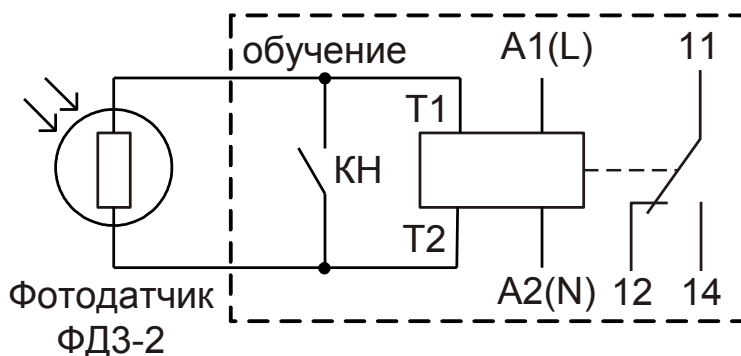 обучение
A1(L)
11
T1
КН
T2
A2(N)
12
14
Фотодатчик
ФД3-2